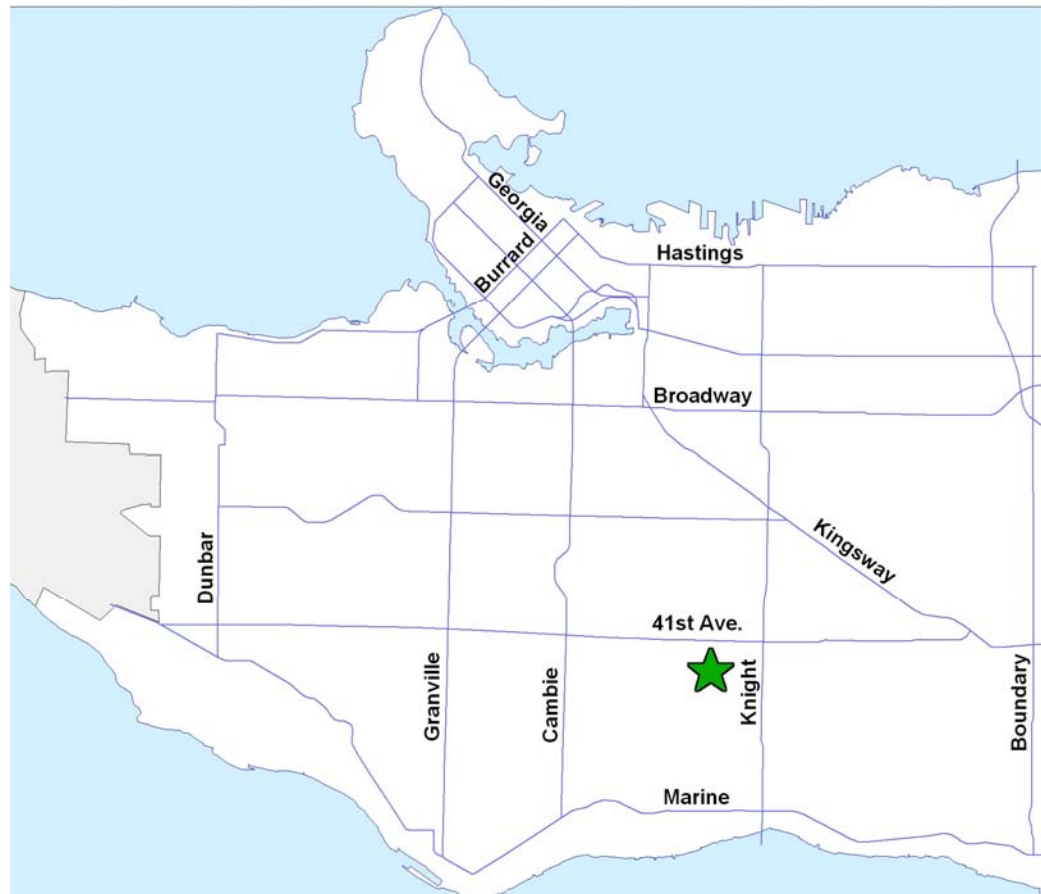 Georgia
Burrard
Hastings
Broadway
Dunbar
Kingsway
41st Ave.
Granville
Cambie
Knight
Boundary
Marine